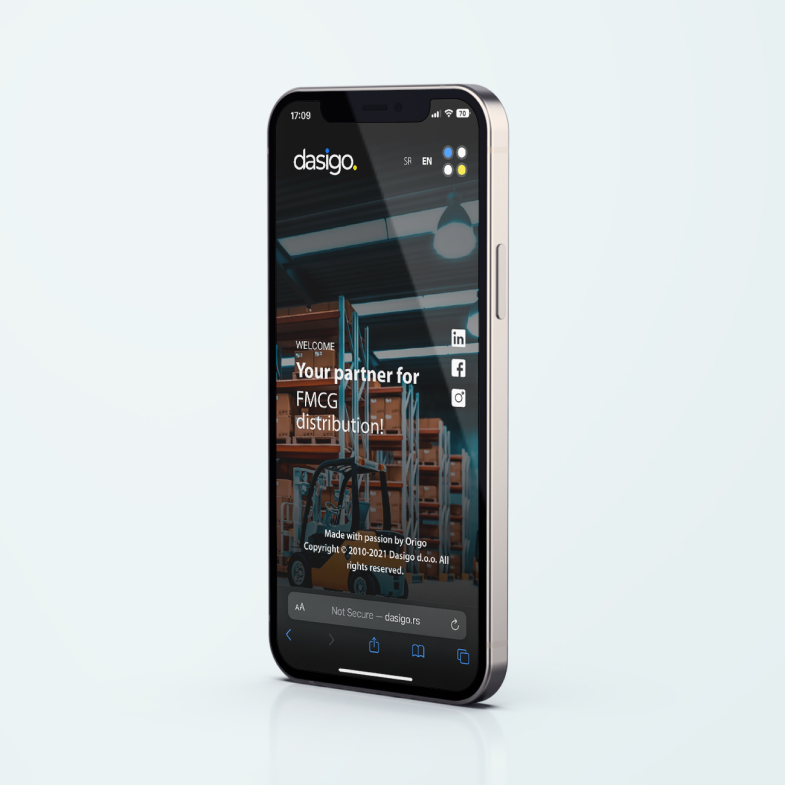 17:09
70
dasigo.
SR EN
WELCOME
Your partner for
FMCG
distribution!
Made with passion by Origo
Copyright © 2010-2021 Dasigo d.o.o. All
rights reserved.
AA Not Secure — dasigo.rs